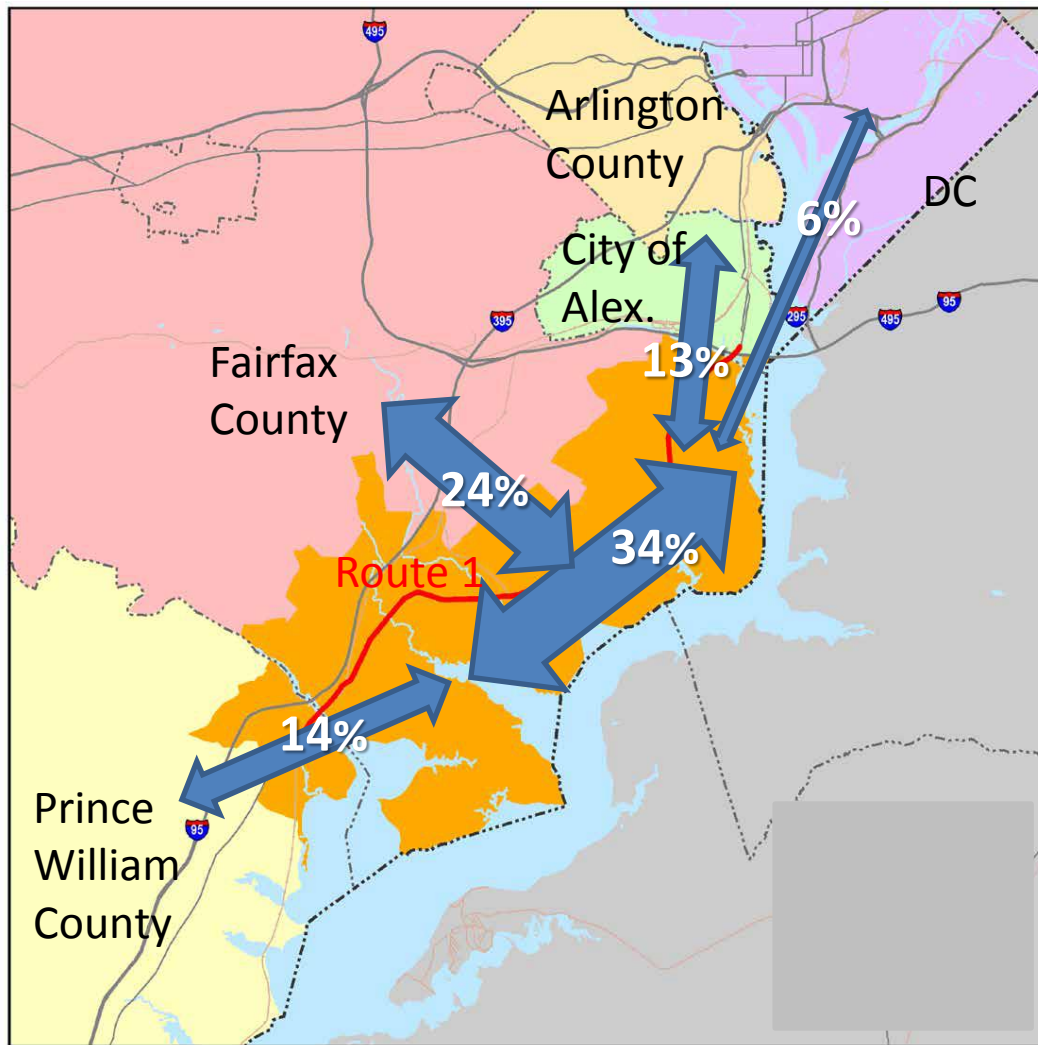 495
Arlington
County
DC
6%
City of
Alex.
295
495
95
395
13%
Fairfax
County
24%
34%
Route 1
14%
Prince
William
County
95